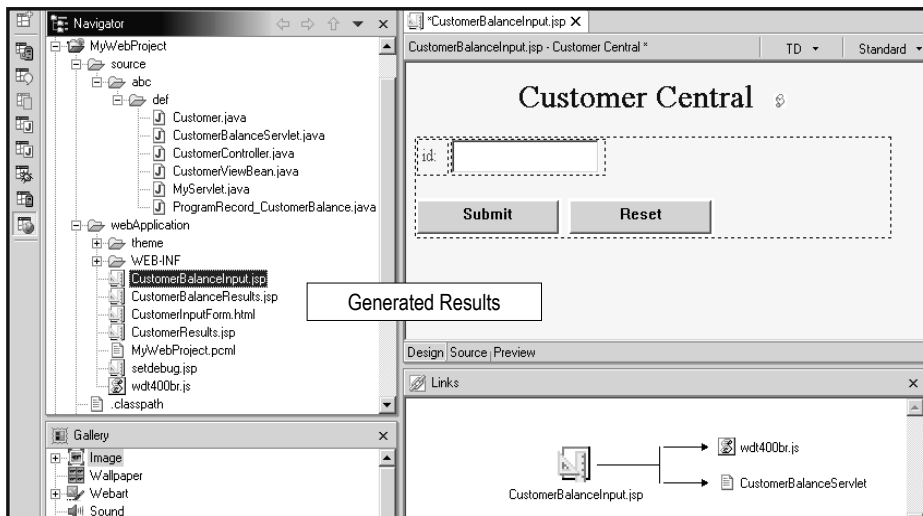 Navigator
MyWebProject
source
abc
def
Customer.java
CustomerBalanceServlet.java
CustomerController.java
CustomerViewBean.java
MyServlet.java
ProgramRecord_CustomerBalance.java
webApplication
theme
WEB-INF
CustomerBalanceInput.jsp
CustomerBalanceResults.jsp
CustomerInputForm.html
CustomerResults.jsp
MyWebProject.pcml
setdebug.jsp
wdt400br.js
.classpath
Gallery
Image
Wallpaper
Webart
Sound
*CustomerBalanceInput.jsp
CustomerBalanceInput.jsp - Customer Central * TD Standard
Customer Central
id:
Submit Reset
Generated Results
Design Source Preview
Links
wdt400br.js
CustomerBalanceServlet
CustomerBalanceInput.jsp